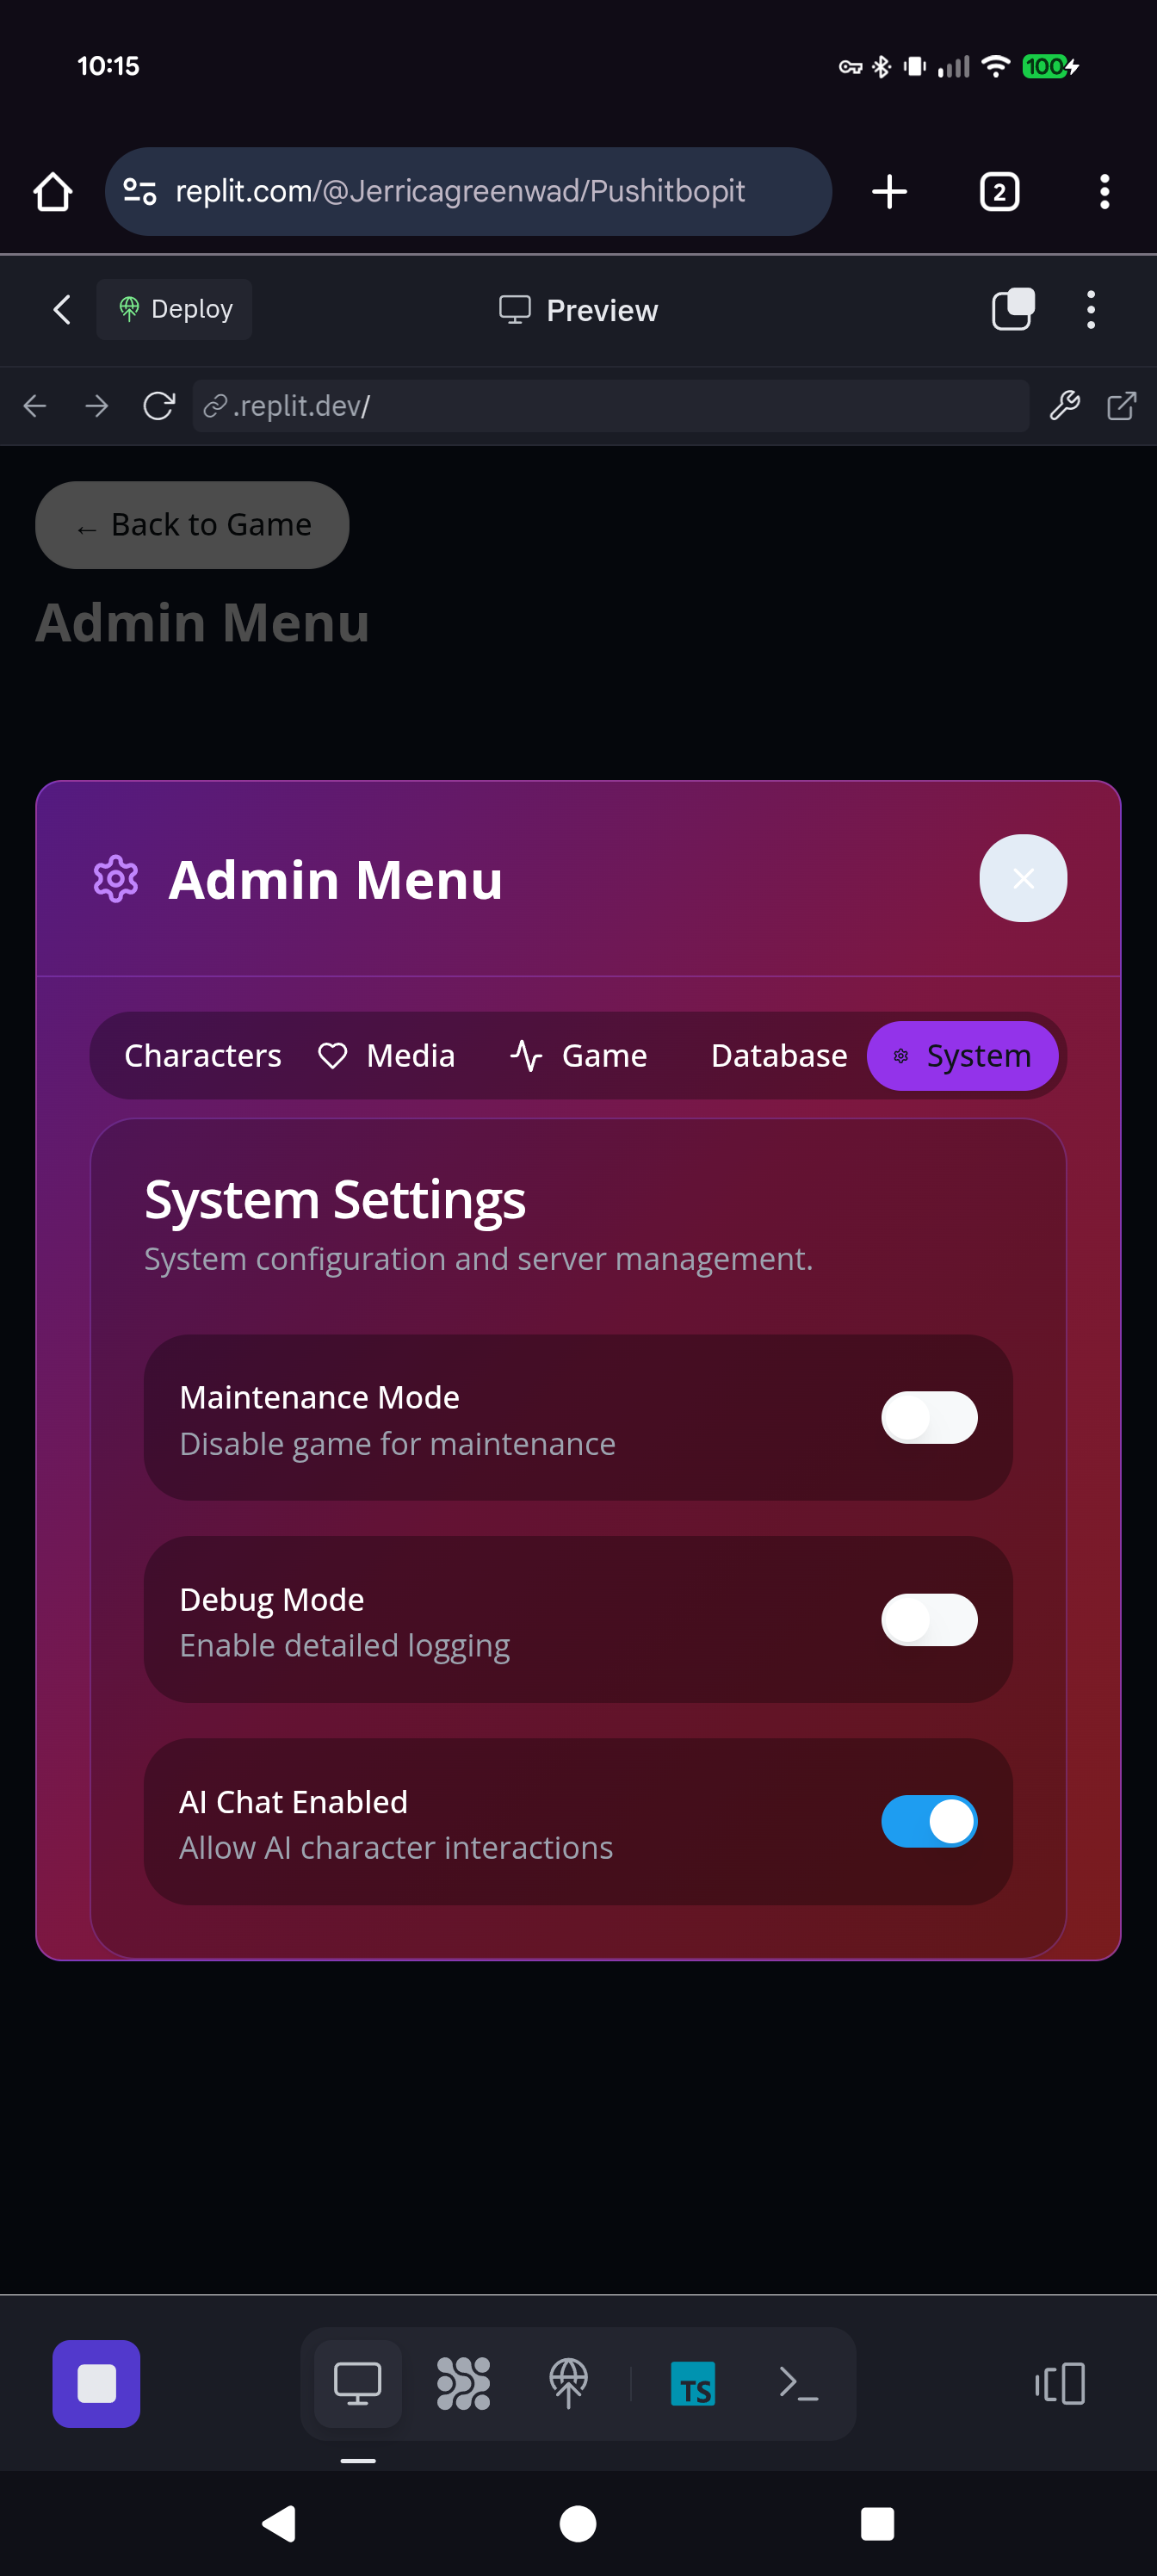 10:15
100
replit.com/@Jerricagreenwad/Pushitbopit
2
Deploy
Preview
.replit.dev/
← Back to Game
Admin Menu
Admin Menu
Characters Media Game Database System
System Settings
System configuration and server management.
Maintenance Mode
Disable game for maintenance
Debug Mode
Enable detailed logging
AI Chat Enabled
Allow AI character interactions
TS